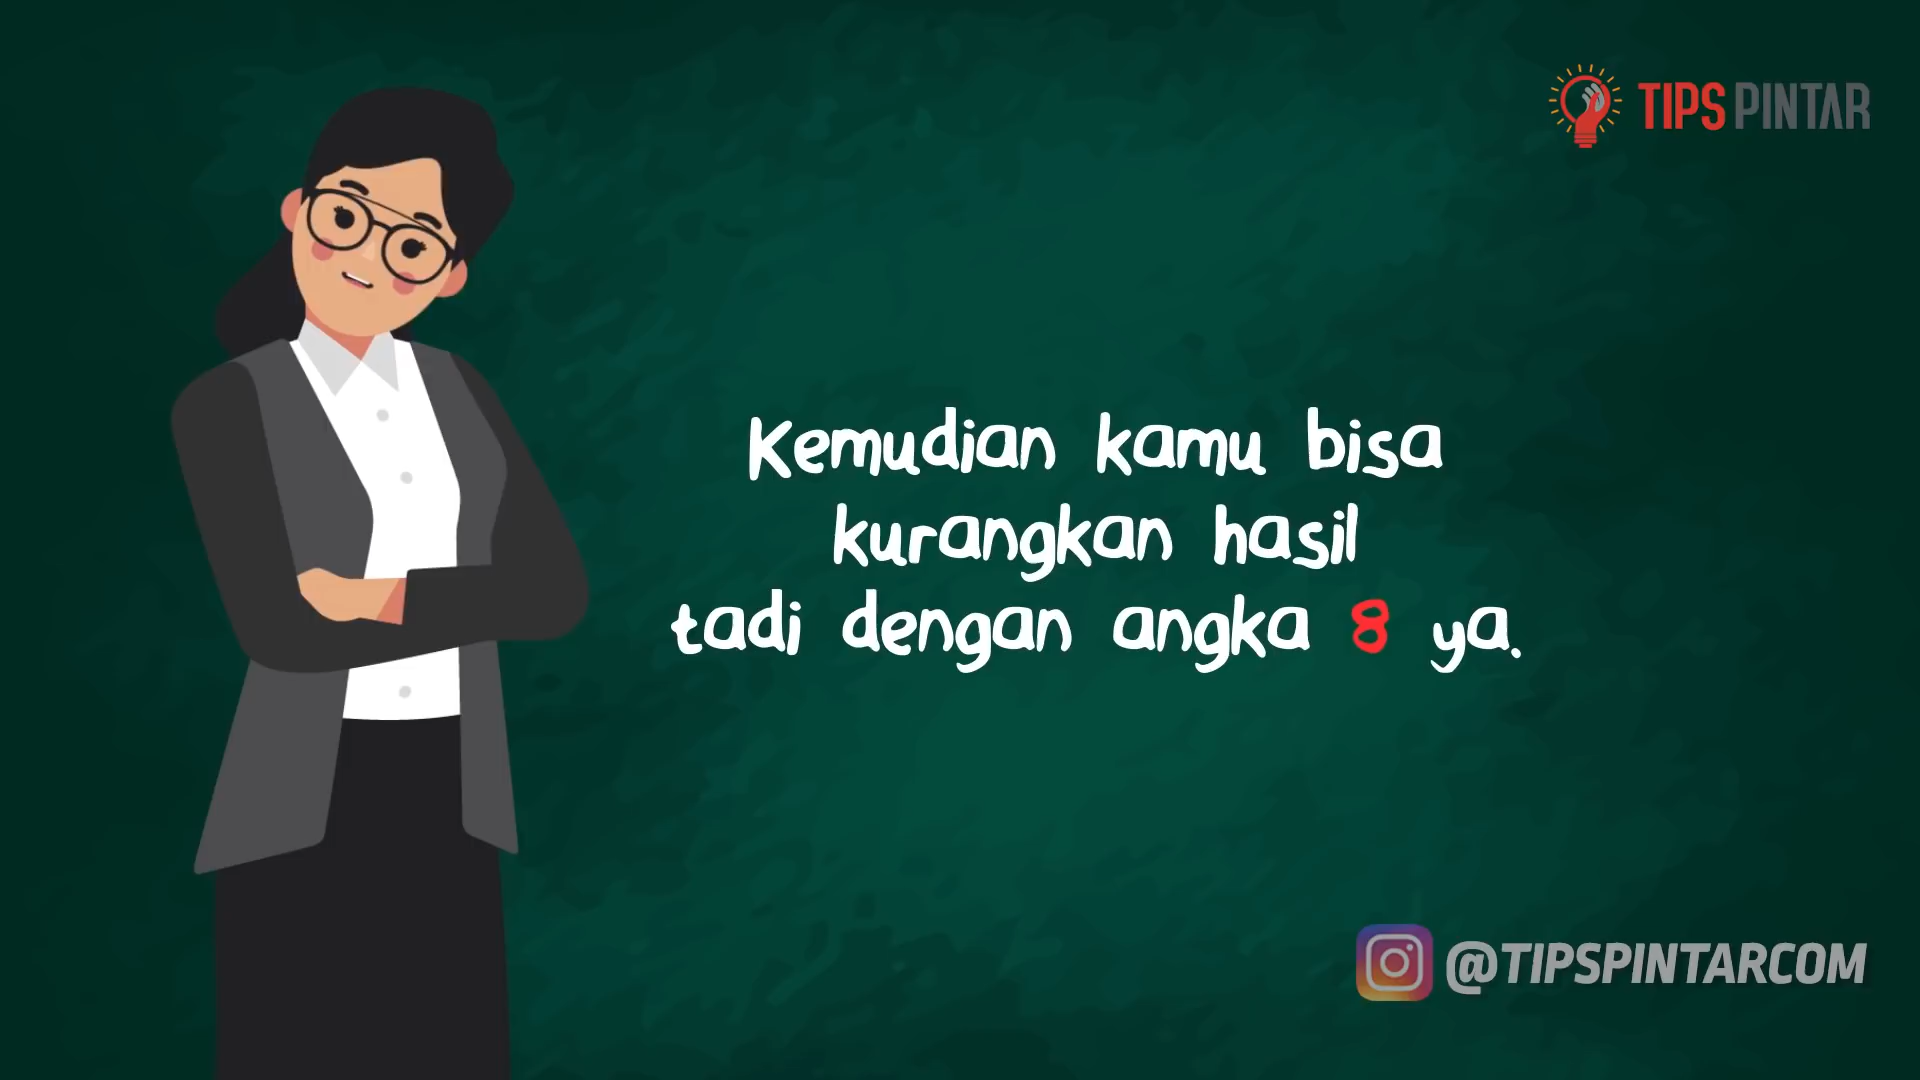 TIPS PINTAR
Kemudian kamu bisa
kurangkan hasil
tadi dengan angka 8 ya.
@TIPSPINTARCOM